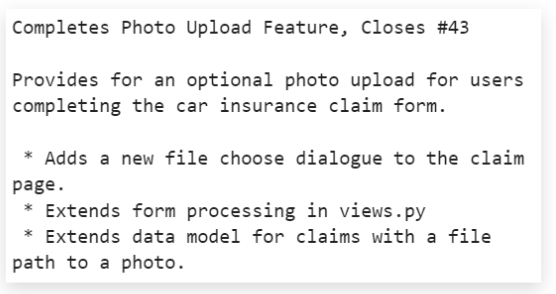 Completes Photo Upload Feature, Closes #43
Provides for an optional photo upload for users
completing the car insurance claim form.
* Adds a new file choose dialogue to the claim
page.
* Extends form processing in views.py
* Extends data model for claims with a file
path to a photo.